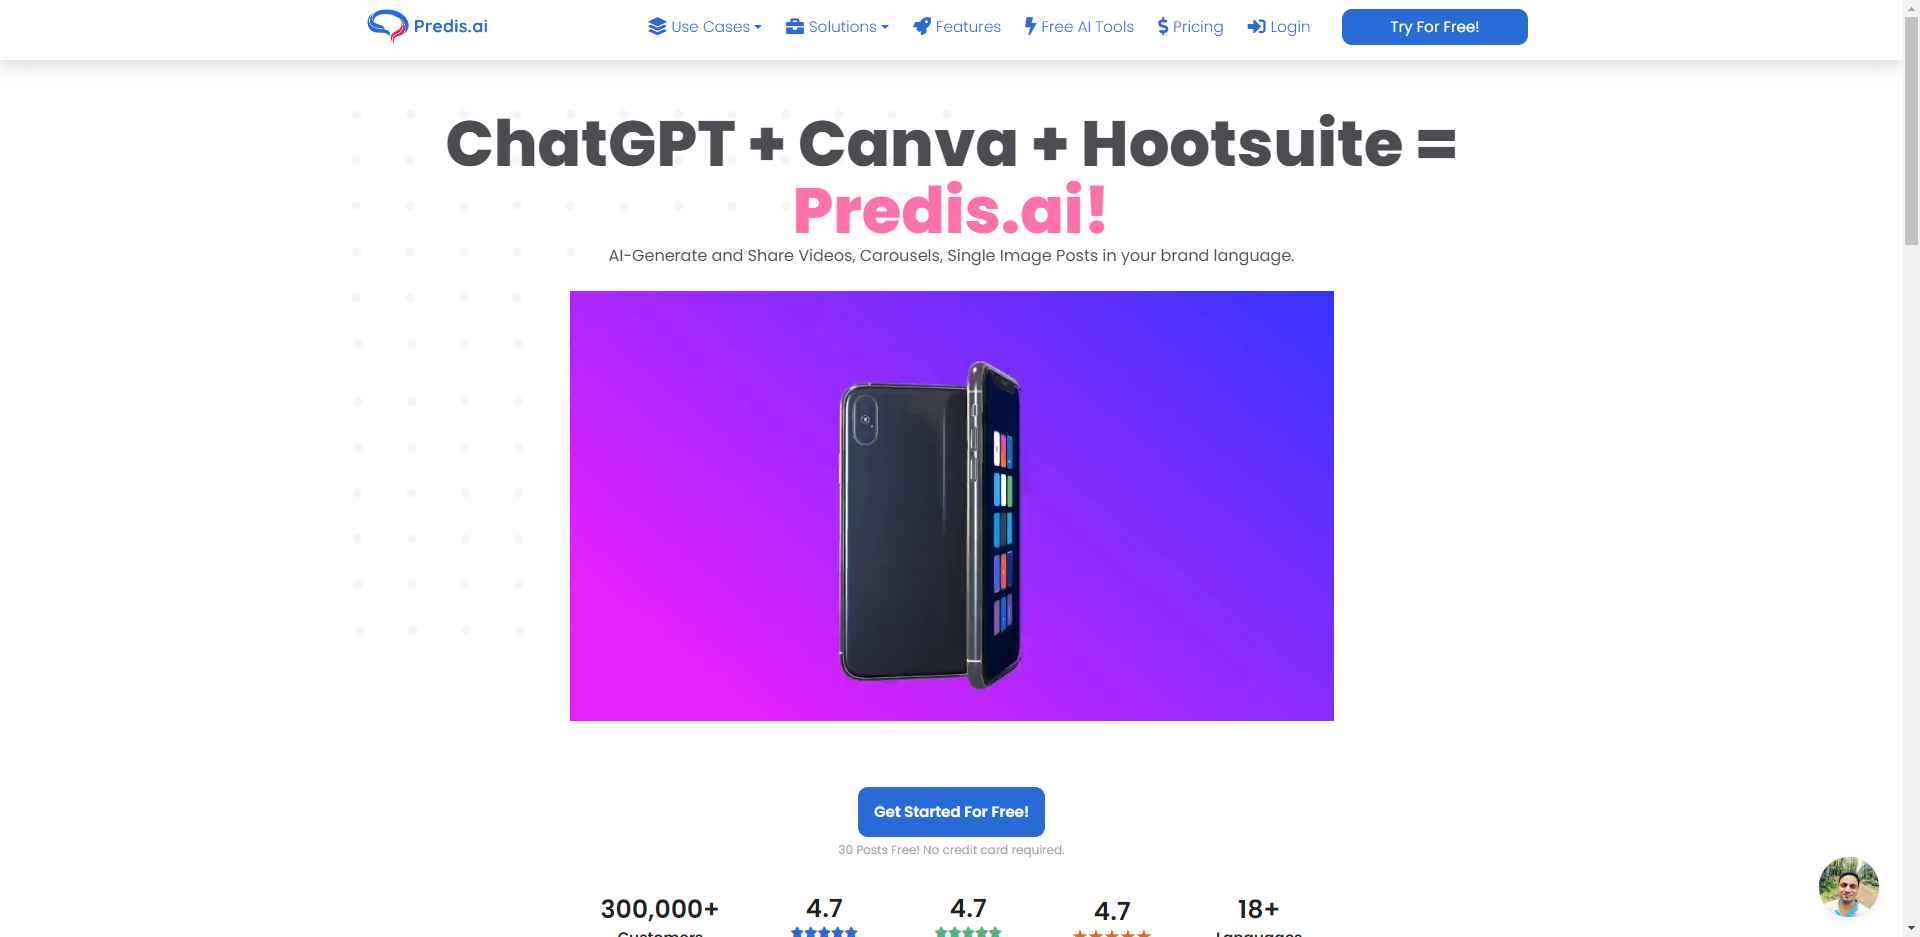 Predis.ai
Use Cases
Solutions
Features
Free AI Tools
Pricing
Login
Try For Free!
ChatGPT + Canva + Hootsuite =
Predis.ai!
AI-Generate and Share Videos, Carousels, Single Image Posts in your brand language.
Get Started For Free!
30 Posts Free! No credit card required.
300,000+
Customers
4.7
4.7
4.7
18+
Languages